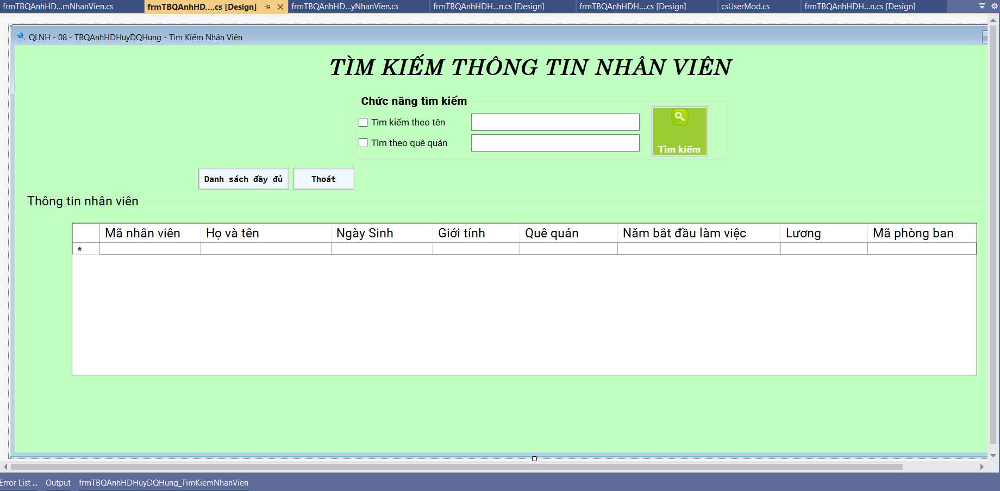 frmTBQAnhHD...mNhanVien.cs frmTBQAnhHD....cs [Design] frmTBQAnhHD...yNhanVien.cs frmTBQAnhHDH...n.cs [Design] frmTBQAnhHDH....cs [Design] csUserMod.cs frmTBQAnhHDH...n.cs [Design]
QLNH - 08 - TBQAnhHDHuyDQHung - Tìm Kiếm Nhân Viên
TÌM KIẾM THÔNG TIN NHÂN VIÊN
Chức năng tìm kiếm
Tìm kiếm theo tên
Tìm theo quê quán
Tìm kiếm
Danh sách đầy đủ Thoát
Thông tin nhân viên
Mã nhân viên Họ và tên Ngày Sinh Giới tính Quê quán Năm bắt đầu làm việc Lương Mã phòng ban
*
Error List ... Output frmTBQAnhHDHuyDQHung_TimKiemNhanVien